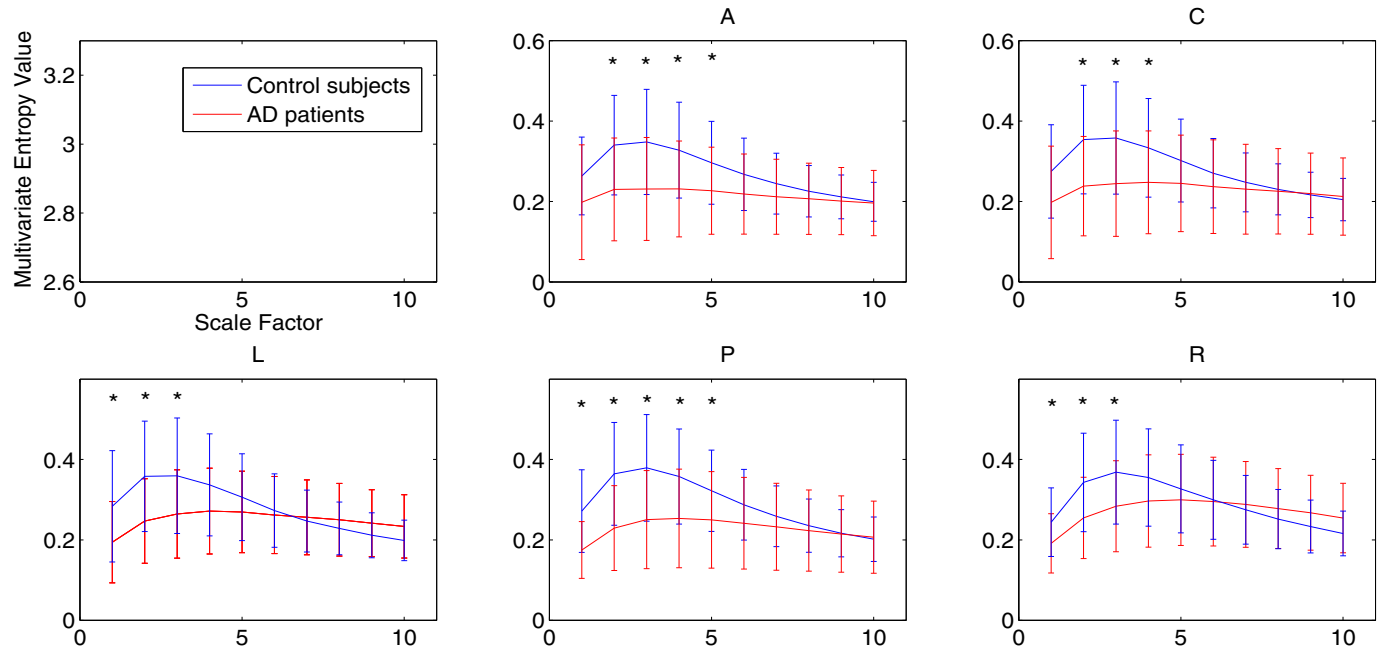 A
C
Multivariate Entropy Value
3.2
3
2.8
2.6
0
5
10
Scale Factor
Control subjects
AD patients
0.6
0.4
0.2
0
0
5
10
* * * *
0.6
0.4
0.2
0
0
5
10
* * *
L
P
R
0.4
0.2
0
0
5
10
* * *
0.4
0.2
0
0
5
10
* * * * *
0.4
0.2
0
0
5
10
* * *